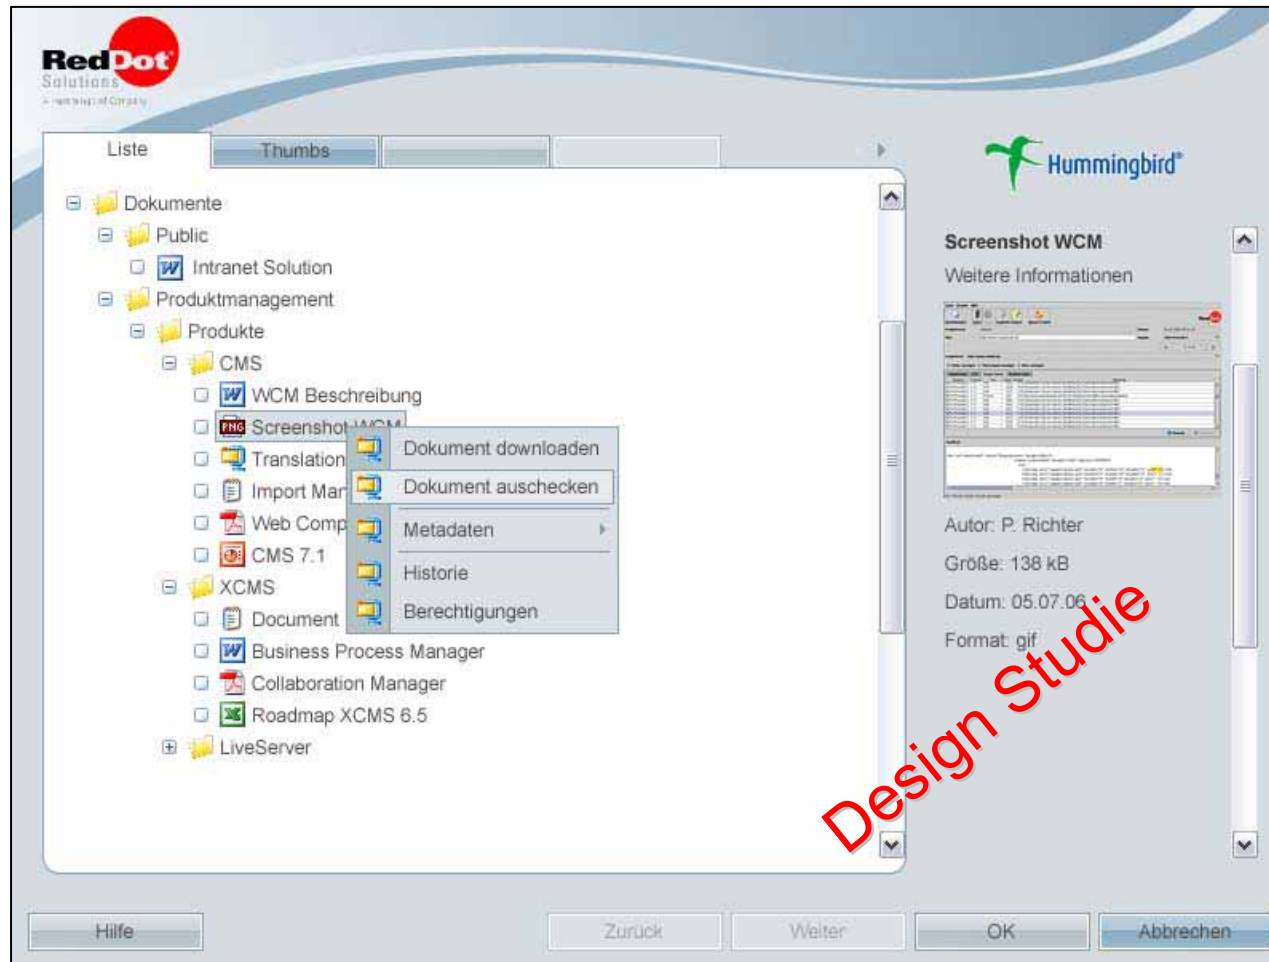 RedDot
Solutions
Liste
Thumbs
Hummingbird®
Dokumente
Public
Intranet Solution
Produktmanagement
Produkte
CMS
WCM Beschreibung
Screenshot WCM
Translation
Import Mar
Web Comp
CMS 7.1
XCMS
Document
Business Process Manager
Collaboration Manager
Roadmap XCMS 6.5
LiveServer
Dokument downloaden
Dokument auschecken
Metadaten
Historie
Berechtigungen
Screenshot WCM
Weitere Informationen
Autor: P. Richter
Größe: 138 kB
Datum: 05.07.06
Format: gif
Design Studie
Hilfe
Zurück
Weiter
OK
Abbrechen